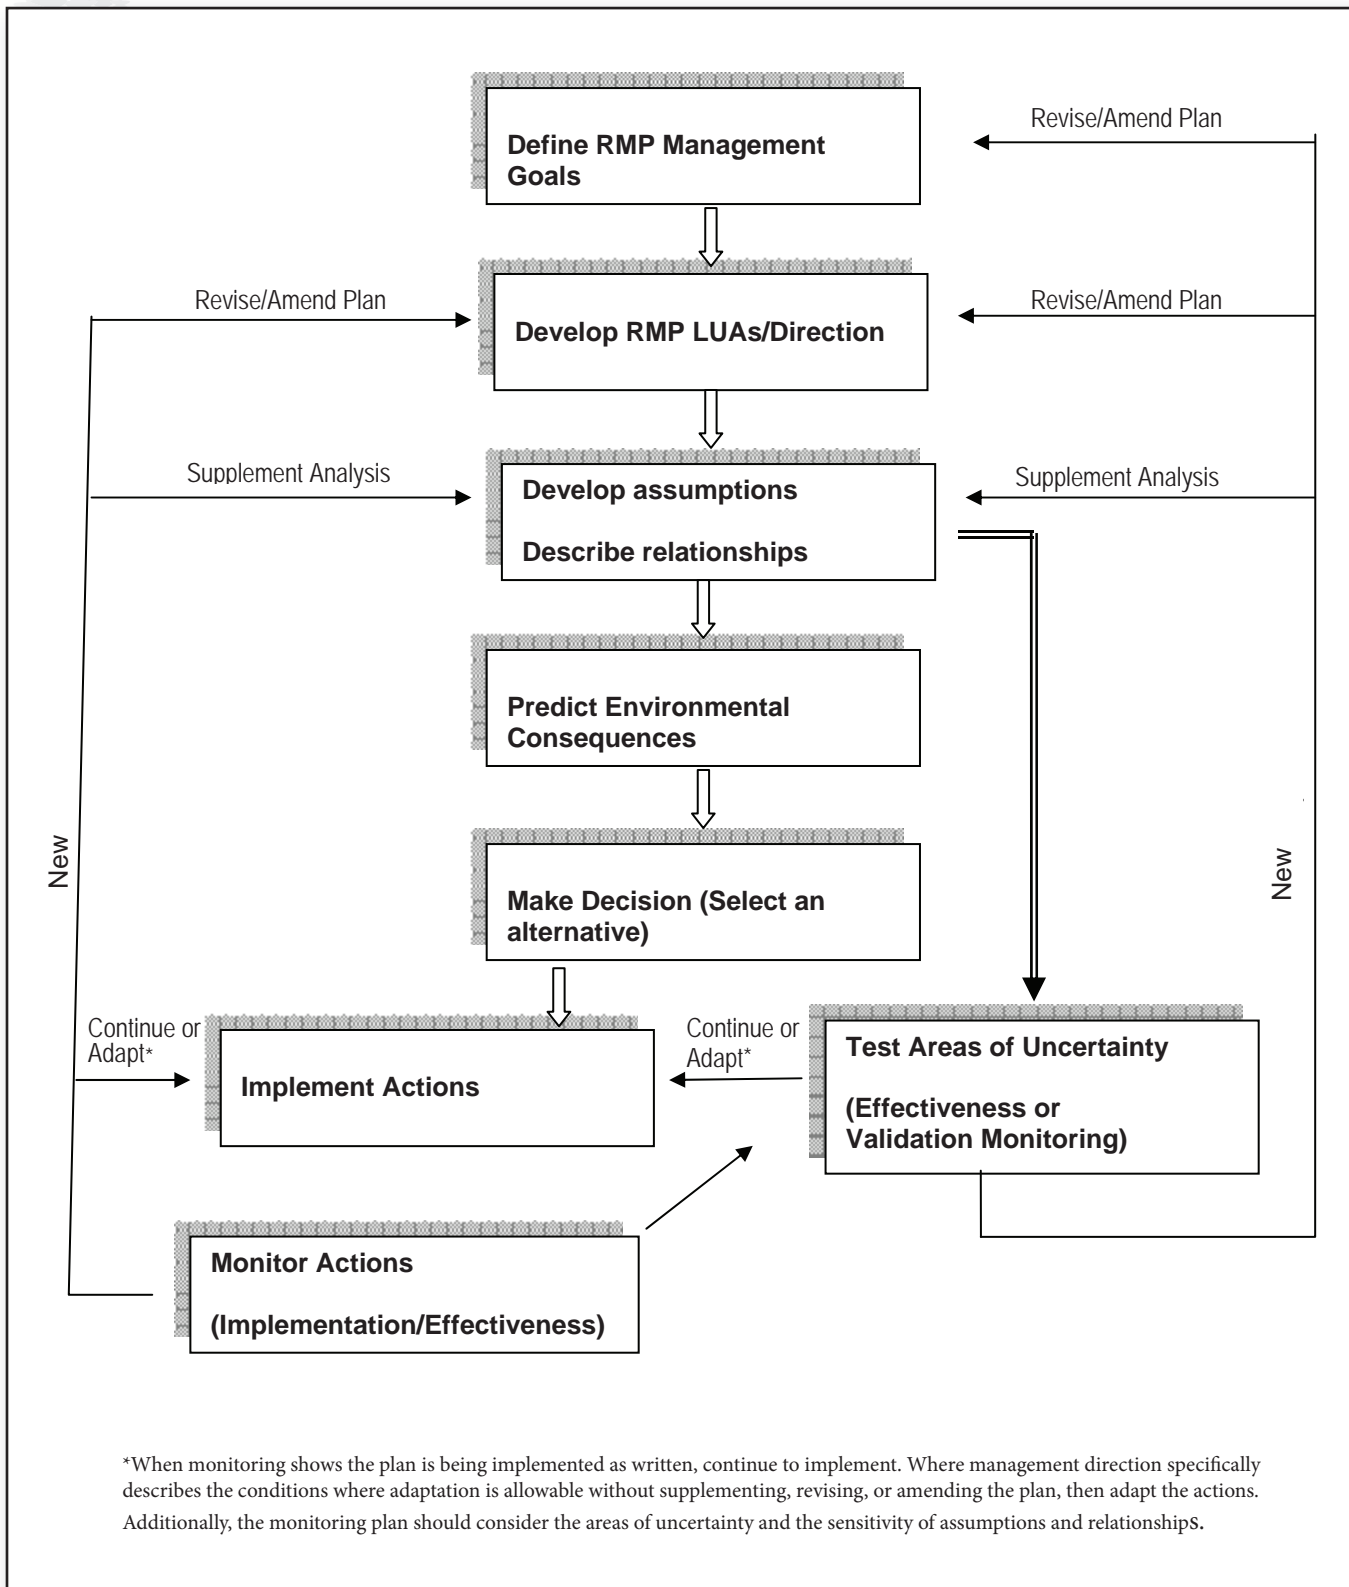 Define RMP Management
Goals
Revise/Amend Plan
Revise/Amend Plan
Develop RMP LUAs/Direction
Revise/Amend Plan
Supplement Analysis
Develop assumptions
Describe relationships
Supplement Analysis
Predict Environmental
Consequences
New
New
Make Decision (Select an
alternative)
Continue or
Adapt*
Implement Actions
Continue or
Adapt*
Test Areas of Uncertainty
(Effectiveness or
Validation Monitoring)
Monitor Actions
(Implementation/Effectiveness)
*When monitoring shows the plan is being implemented as written, continue to implement. Where management direction specifically
describes the conditions where adaptation is allowable without supplementing, revising, or amending the plan, then adapt the actions.
Additionally, the monitoring plan should consider the areas of uncertainty and the sensitivity of assumptions and relationships.